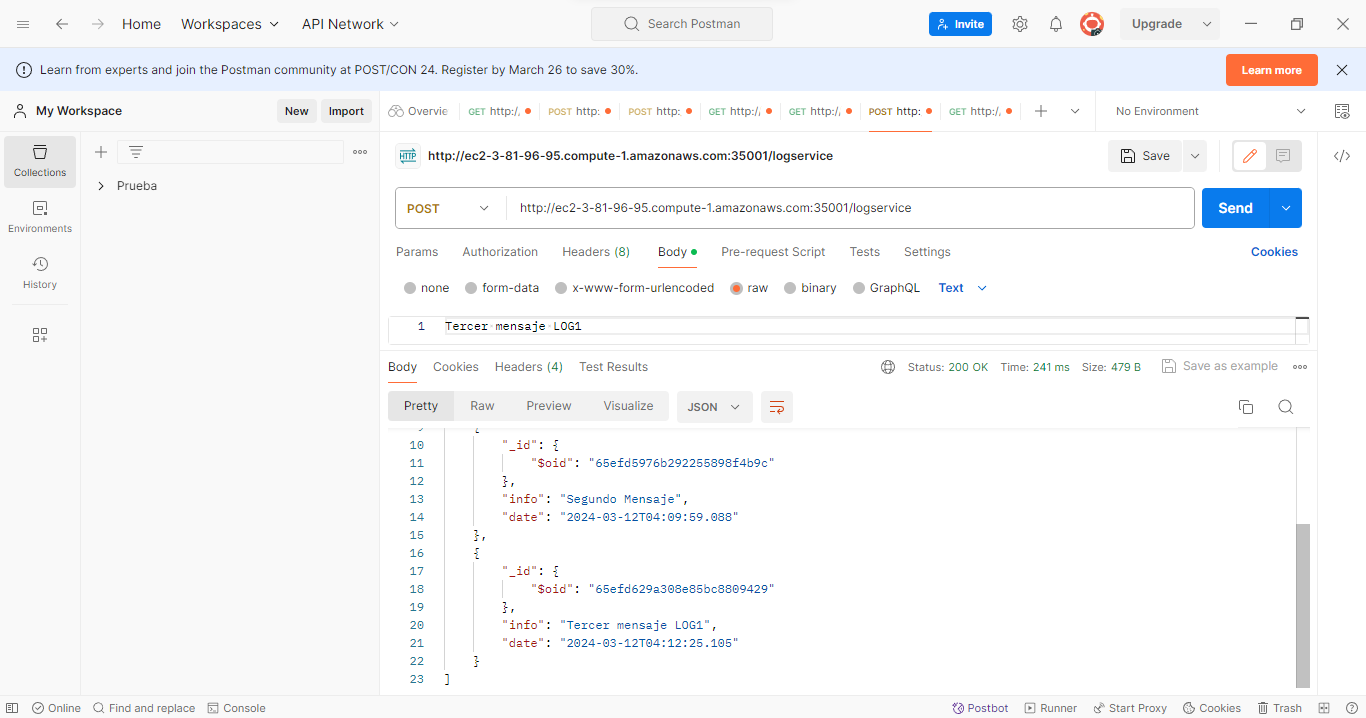 Home Workspaces API Network Search Postman Invite Upgrade
Learn from experts and join the Postman community at POST/CON 24. Register by March 26 to save 30%. Learn more
My Workspace New Import Overvie GET http:/, POST http: POST http: GET http:/, GET http:/, POST http: GET http:/, No Environment
Collections
Environments
History
Prueba
HTTP http://ec2-3-81-96-95.compute-1.amazonaws.com:35001/logservice Save
POST http://ec2-3-81-96-95.compute-1.amazonaws.com:35001/logservice Send
Params Authorization Headers (8) Body Pre-request Script Tests Settings Cookies
none form-data x-www-form-urlencoded raw binary GraphQL Text
1 Tercer mensaje LOG1
Body Cookies Headers (4) Test Results Status: 200 OK Time: 241 ms Size: 479 B Save as example
Pretty Raw Preview Visualize JSON
9 {
10 "_id": {
11 "$oid": "65efd5976b292255898f4b9c"
12 },
13 "info": "Segundo Mensaje",
14 "date": "2024-03-12T04:09:59.088"
15 },
16 {
17 "_id": {
18 "$oid": "65efd629a308e85bc8809429"
19 },
20 "info": "Tercer mensaje LOG1",
21 "date": "2024-03-12T04:12:25.105"
22 }
23 ]
Online Find and replace Console Postbot Runner Start Proxy Cookies Trash